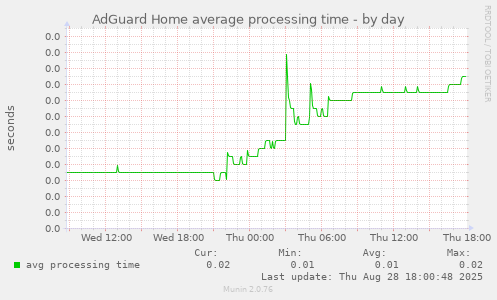 AdGuard Home average processing time - by day
RRDTOOL / TOBI OETIKER
seconds
0.0
0.0
0.0
0.0
0.0
0.0
0.0
0.0
0.0
0.0
0.0
0.0
0.0
Wed 12:00 Wed 18:00 Thu 00:00 Thu 06:00 Thu 12:00 Thu 18:00
Cur: Min: Avg: Max:
avg processing time 0.02 0.01 0.01 0.02
Last update: Thu Aug 28 18:00:48 2025
Munin 2.0.76